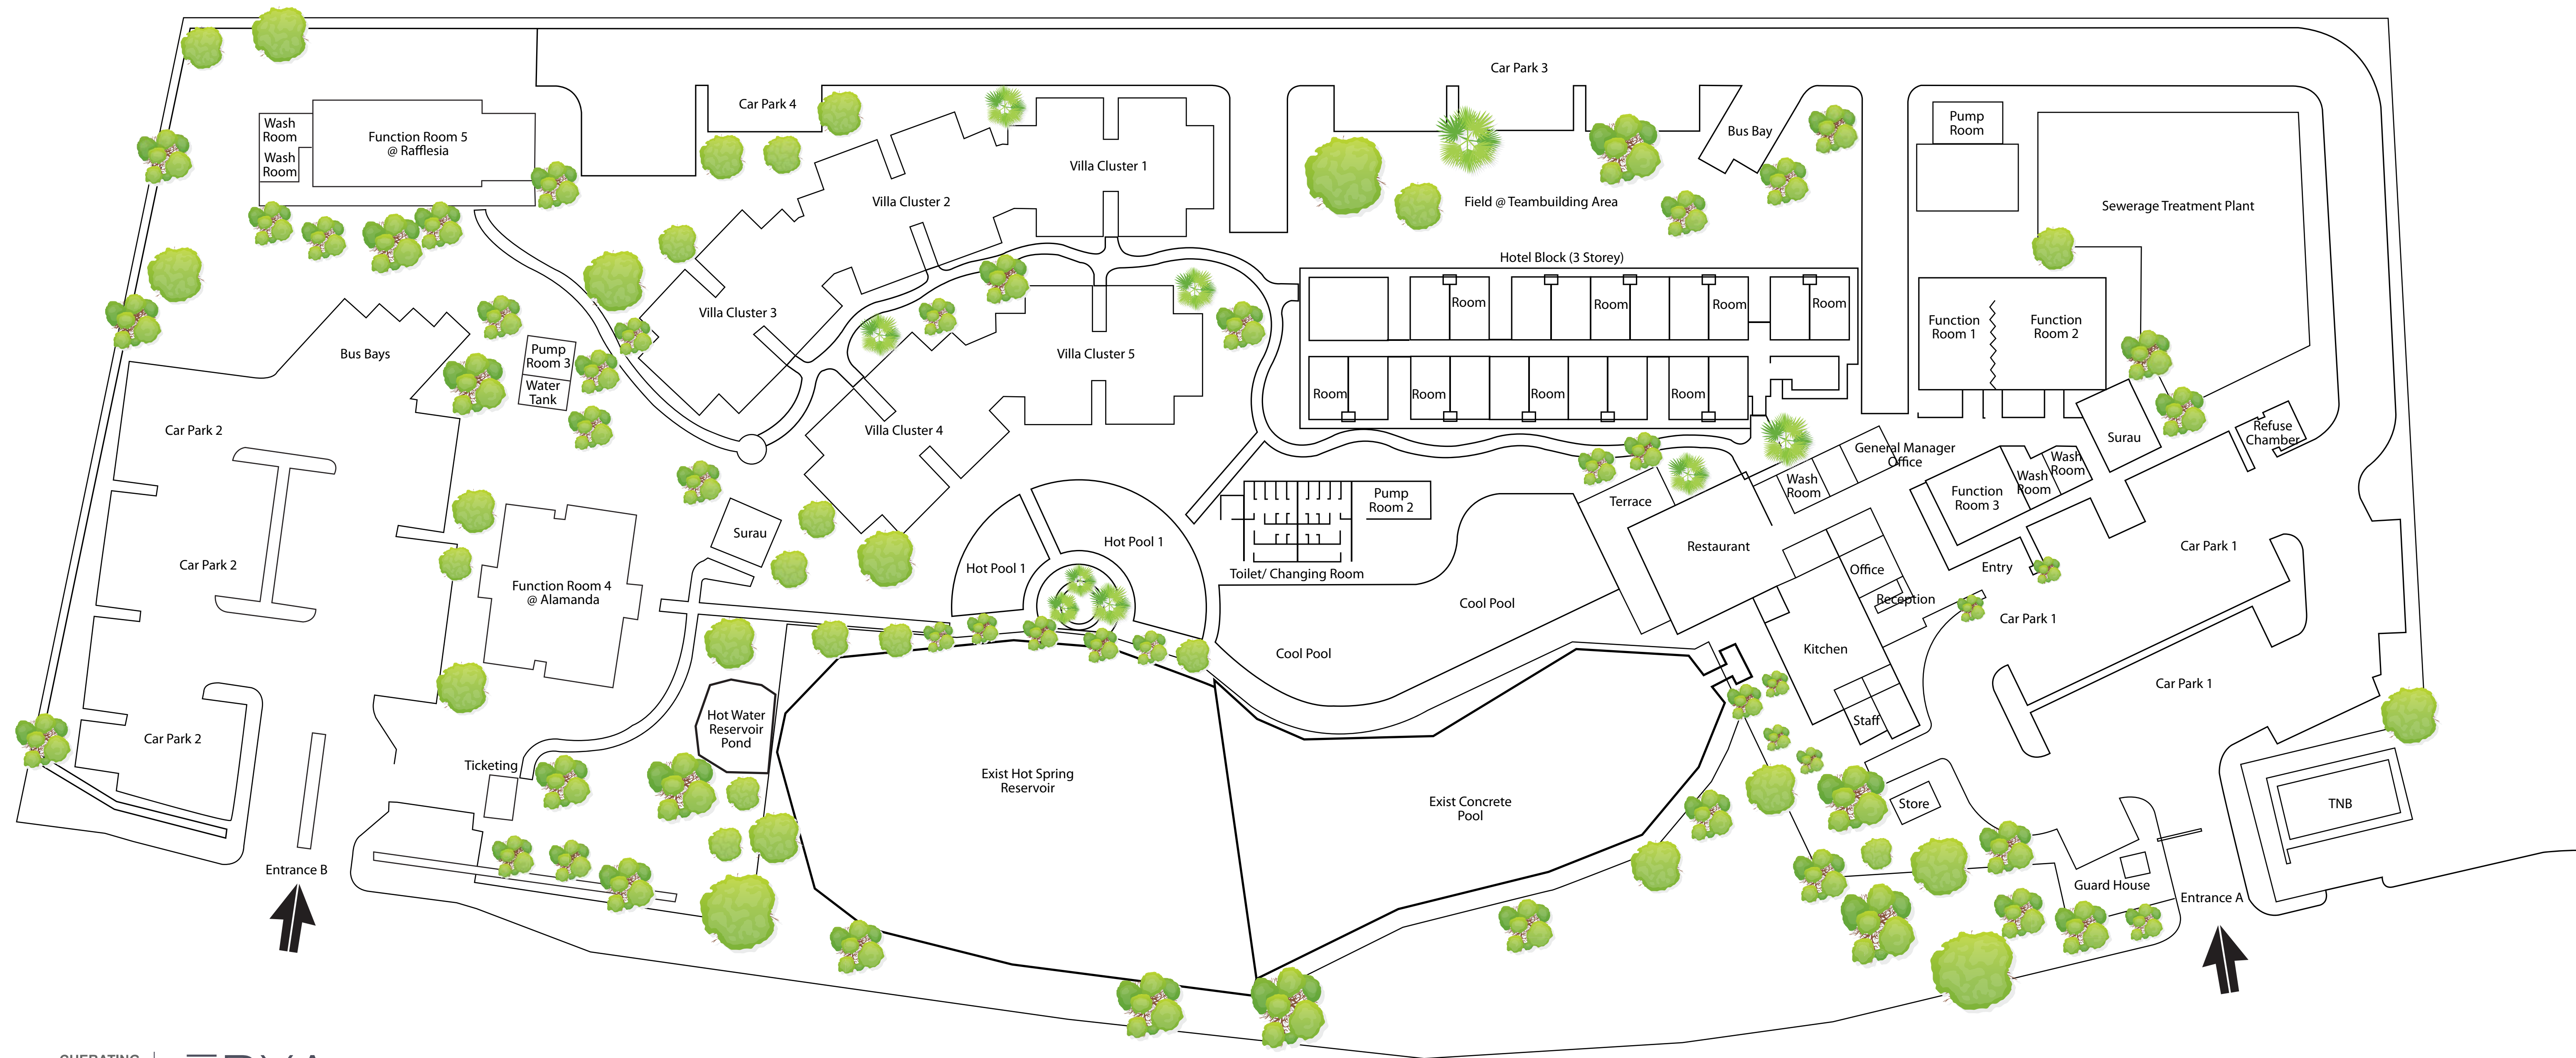 Car Park 3
Car Park 4
Wash
Room
Wash
Room
Function Room 5
@ Rafflesia
Villa Cluster 1
Villa Cluster 2
Bus Bay
Pump
Room
Field @ Teambuilding Area
Sewerage Treatment Plant
Hotel Block (3 Storey)
Room
Room
Room
Room
Villa Cluster 3
Bus Bays
Pump
Room 3
Water
Tank
Villa Cluster 5
Function
Room 1
Function
Room 2
Room
Room
Room
Room
Car Park 2
Villa Cluster 4
Surau
Refuse
Chamber
General Manager
Office
Wash
Room
Wash
Room
Wash
Room
Function
Room 3
Terrace
Pump
Room 2
Surau
Hot Pool 1
Hot Pool 1
Restaurant
Car Park 1
Car Park 2
Toilet/ Changing Room
Office
Entry
Function Room 4
@ Alamanda
Cool Pool
Reception
Car Park 1
Cool Pool
Kitchen
Car Park 1
Car Park 2
Hot Water
Reservoir
Pond
Staff
Ticketing
Exist Hot Spring
Reservoir
Exist Concrete
Pool
Store
TNB
Entrance B
Guard House
Entrance A